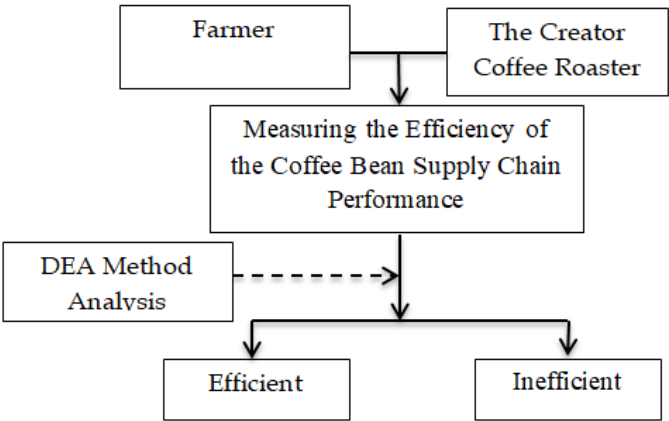 Farmer
The Creator
Coffee Roaster
Measuring the Efficiency of
the Coffee Bean Supply Chain
Performance
DEA Method
Analysis
Efficient
Inefficient